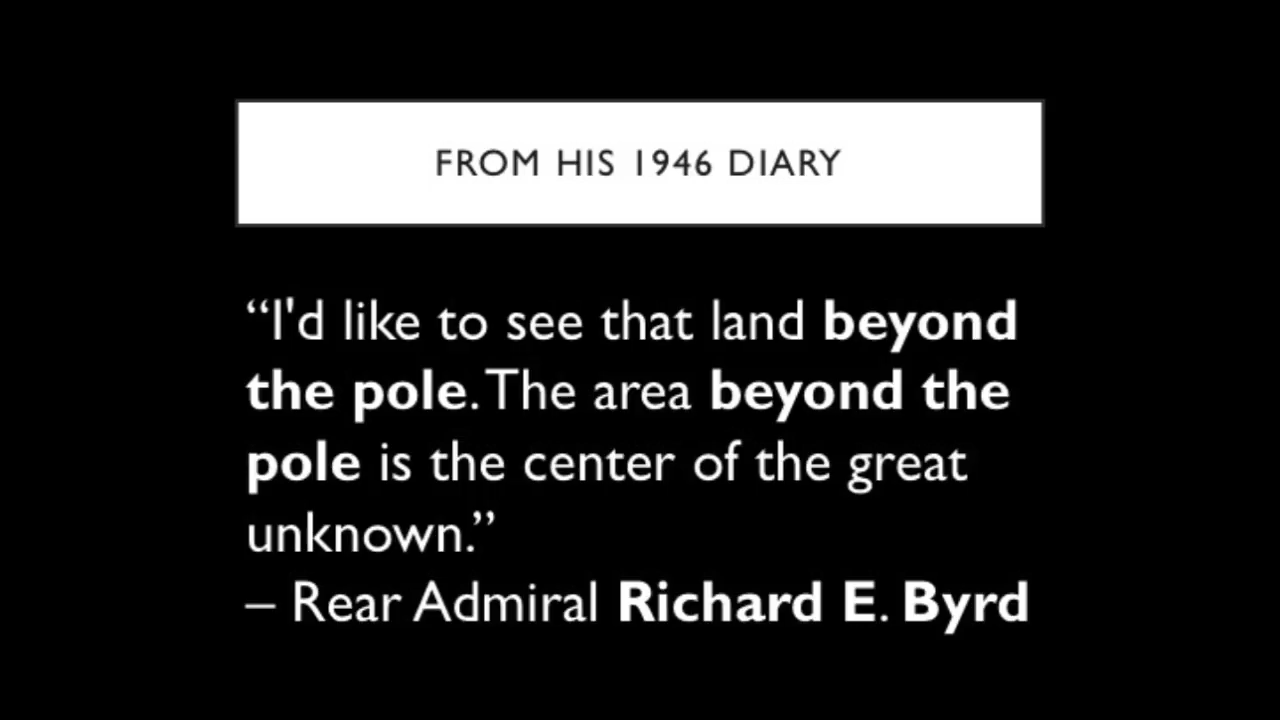 FROM HIS 1946 DIARY
“I'd like to see that land beyond
the pole. The area beyond the
pole is the center of the great
unknown.”
– Rear Admiral Richard E. Byrd